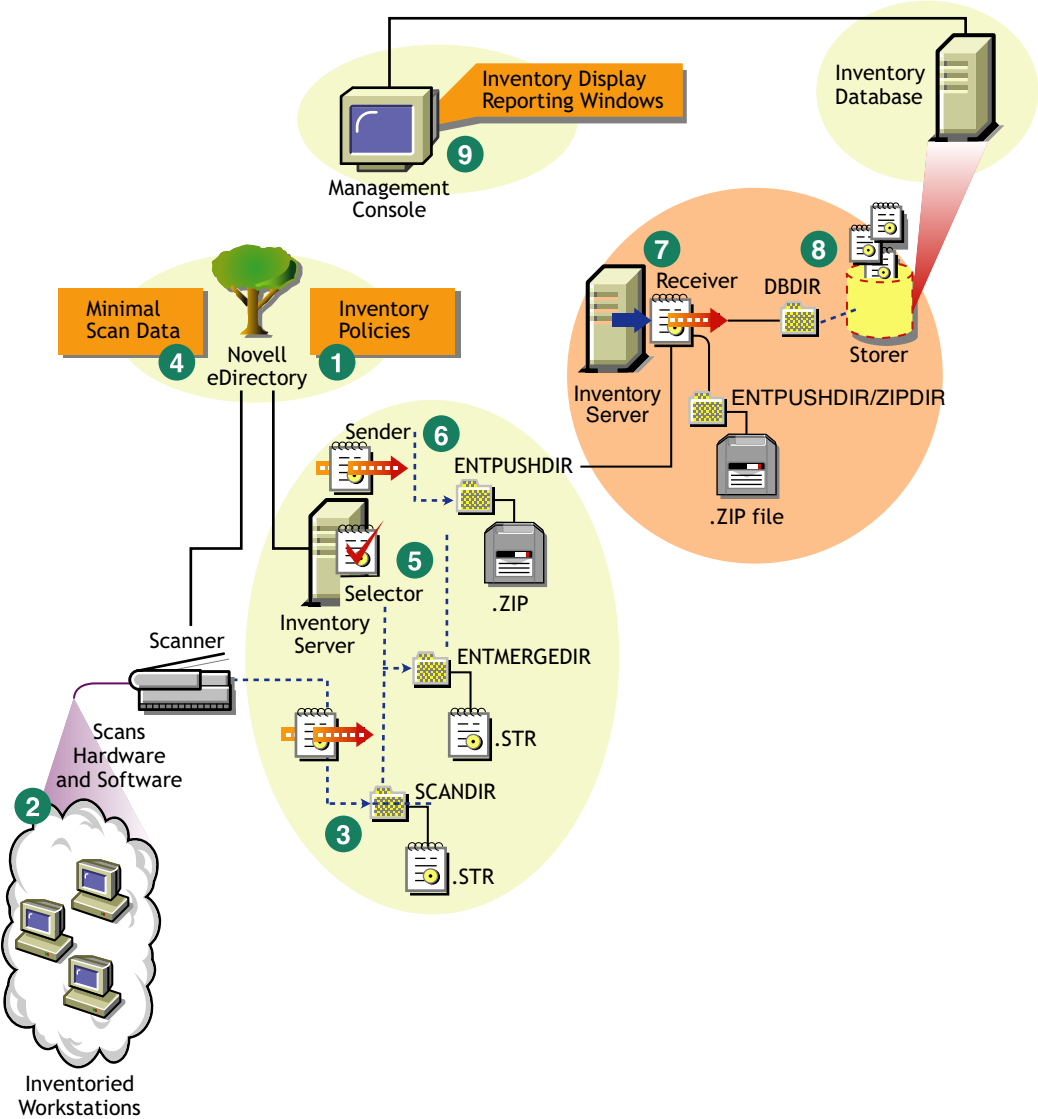 Inventory Display
Reporting Windows
9
Management
Console
Inventory
Database
Minimal
Scan Data
4
Novell
eDirectory
Inventory
Policies
1
7
Receiver
8
DBDIR
Storer
Inventory
Server
ENTPUSHDIR/ZIPDIR
.ZIP file
Sender
6
ENTPUSHDIR
.ZIP
5
Selector
Inventory
Server
ENTMERGEDIR
.STR
SCANDIR
3
.STR
Scanner
Scans
Hardware
and Software
2
Inventoried
Workstations